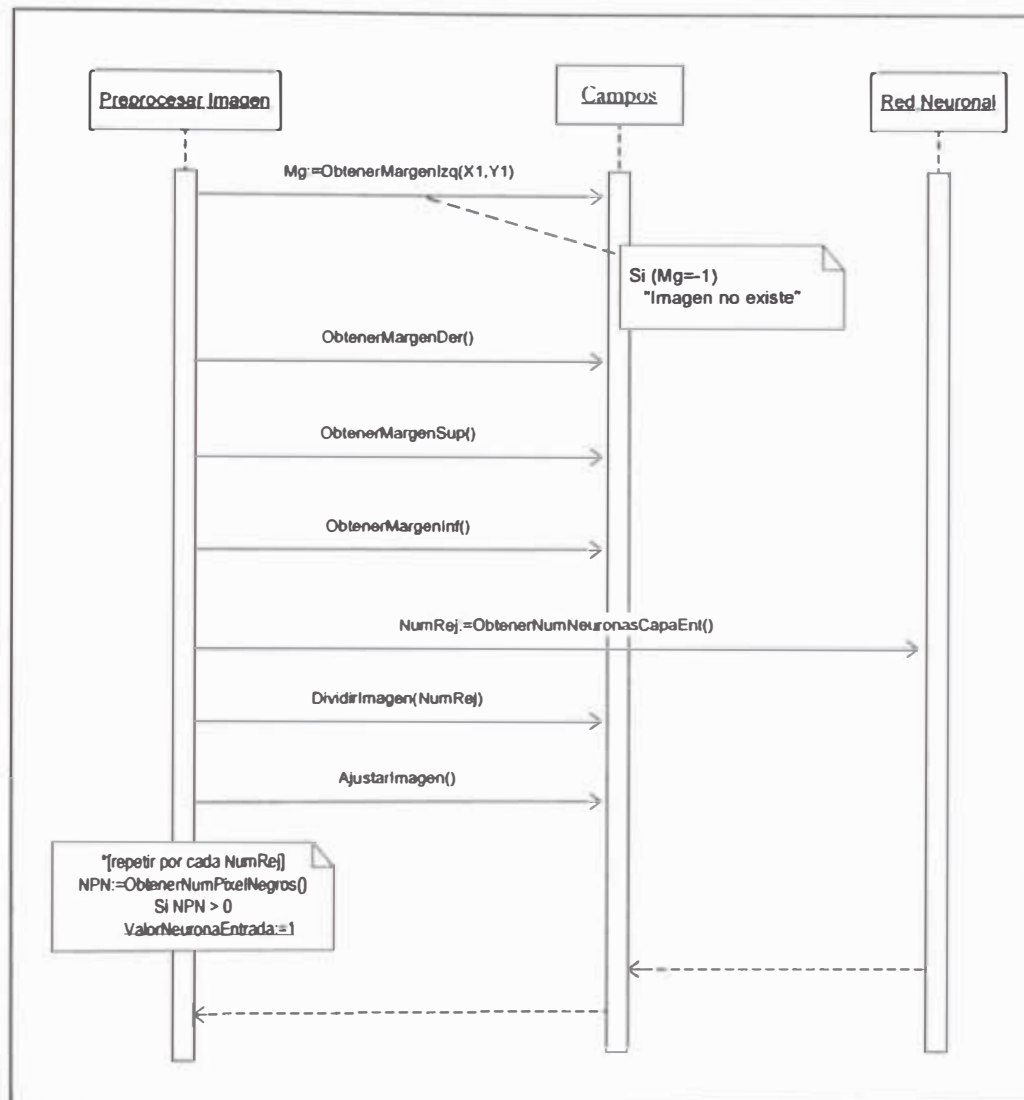 Preprocesar Imagen
Campos
Red Neuronal
Mg:=ObtenerMargenIzq(X1,Y1)
Si (Mg=-1)
"Imagen no existe"
ObtenerMargenDer()
ObtenerMargenSup()
ObtenerMargenInf()
NumRej:=ObtenerNumNeuronasCapaEnt()
DividirImagen(NumRej)
AjustarImagen()
*[repetir por cada NumRej]
NPN:=ObtenerNumPixelNegros()
Si NPN > 0
ValorNeuronaEntrada:=1